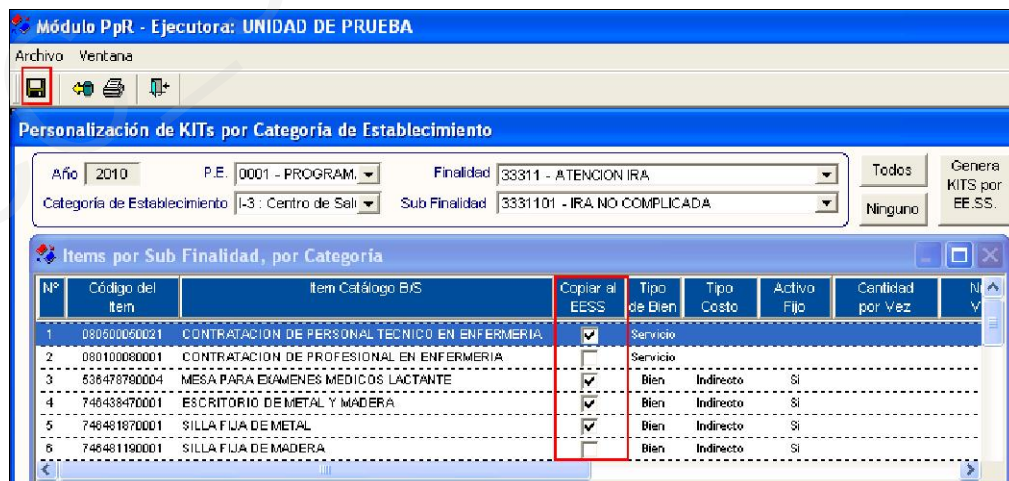 Módulo PpR - Ejecutora: UNIDAD DE PRUEBA
Archivo Ventana
Personalización de KITs por Categoría de Establecimiento
Año 2010 P.E. 0001 - PROGRAM. Finalidad 33311 - ATENCION IRA Todos Genera KITS por EE.SS.
Categoría de Establecimiento I-3 : Centro de Salu Sub Finalidad 3331101 - IRA NO COMPLICADA Ninguno
Items por Sub Finalidad, por Categoría
Nº Código del Item Item Catálogo B/S Copiar al EESS Tipo de Bien Tipo Costo Activo Fijo Cantidad por Vez
1 080500050021 CONTRATACION DE PERSONAL TECNICO EN ENFERMERIA Servicio
2 080100080001 CONTRATACION DE PROFESIONAL EN ENFERMERIA Servicio
3 536478790004 MESA PARA EXAMENES MEDICOS LACTANTE Bien Indirecto Si
4 746438470001 ESCRITORIO DE METAL Y MADERA Bien Indirecto Si
5 746481870001 SILLA FIJA DE METAL Bien Indirecto Si
6 746481190001 SILLA FIJA DE MADERA Bien Indirecto Si